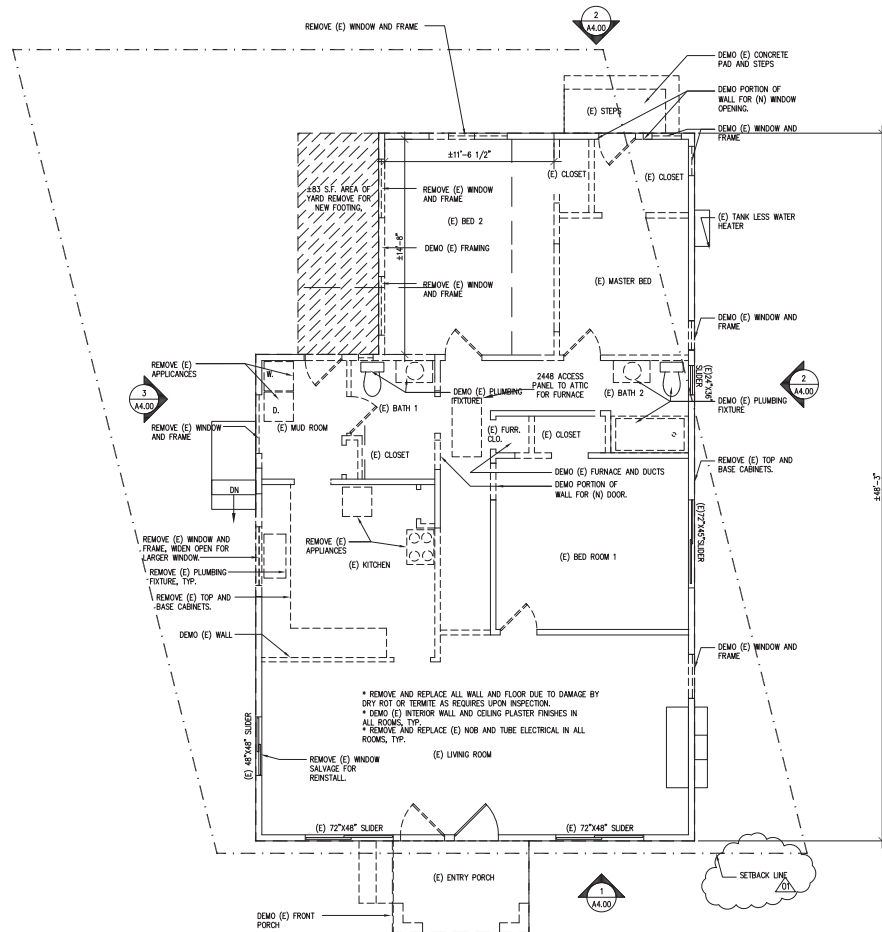 2
A4.00
REMOVE (E) WINDOW AND FRAME
DEMO (E) CONCRETE
PAD AND STEPS
DEMO PORTION OF
WALL FOR (N) WINDOW
OPENING.
(E) STEPS
DEMO (E) WINDOW AND
FRAME
±11'-6 1/2"
(E) CLOSET
(E) CLOSET
±83 S.F. AREA OF
YARD REMOVE FOR
NEW FOOTING,
REMOVE (E) WINDOW
AND FRAME
(E) BED 2
(E) TANK LESS WATER
HEATER
±14'-8"
DEMO (E) FRAMING
REMOVE (E) WINDOW
AND FRAME
(E) MASTER BED
DEMO (E) WINDOW AND
FRAME
REMOVE (E)
APPLICANCES
W.
D.
2448 ACCESS
PANEL TO ATTIC
FOR FURNACE
(E)24"X36"
SLIDER
2
A4.00
3
A4.00
DEMO (E) PLUMBING
(FIXTURE)
(E) BATH 1
(E) BATH 2
DEMO (E) PLUMBING
FIXTURE
REMOVE (E) WINDOW
AND FRAME
(E) MUD ROOM
(E) FURR.
CLO.
(E) CLOSET
(E) CLOSET
REMOVE (E) TOP AND
BASE CABINETS.
DEMO (E) FURNACE AND DUCTS
DEMO PORTION OF
WALL FOR (N) DOOR.
DN
±48'-3"
(E)72"X45"SLIDER
REMOVE (E) WINDOW AND
FRAME, WIDEN OPEN FOR
LARGER WINDOW.
REMOVE (E)
APPLIANCES
(E) KITCHEN
(E) BED ROOM 1
REMOVE (E) PLUMBING
FIXTURE, TYP.
REMOVE (E) TOP AND
BASE CABINETS.
DEMO (E) WALL
DEMO (E) WINDOW AND
FRAME
* REMOVE AND REPLACE ALL WALL AND FLOOR DUE TO DAMAGE BY
DRY ROT OR TERMITE AS REQUIRES UPON INSPECTION.
* DEMO (E) INTERIOR WALL AND CEILING PLASTER FINISHES IN
ALL ROOMS, TYP.
* REMOVE AND REPLACE (E) NOB AND TUBE ELECTRICAL IN ALL
ROOMS, TYP.
(E) 48"X48" SLIDER
REMOVE (E) WINDOW
SALVAGE FOR
REINSTALL.
(E) LIVINIG ROOM
(E) 72"X48" SLIDER
(E) 72"X48" SLIDER
(E) ENTRY PORCH
SETBACK LINE
01
1
A4.00
DEMO (E) FRONT
PORCH